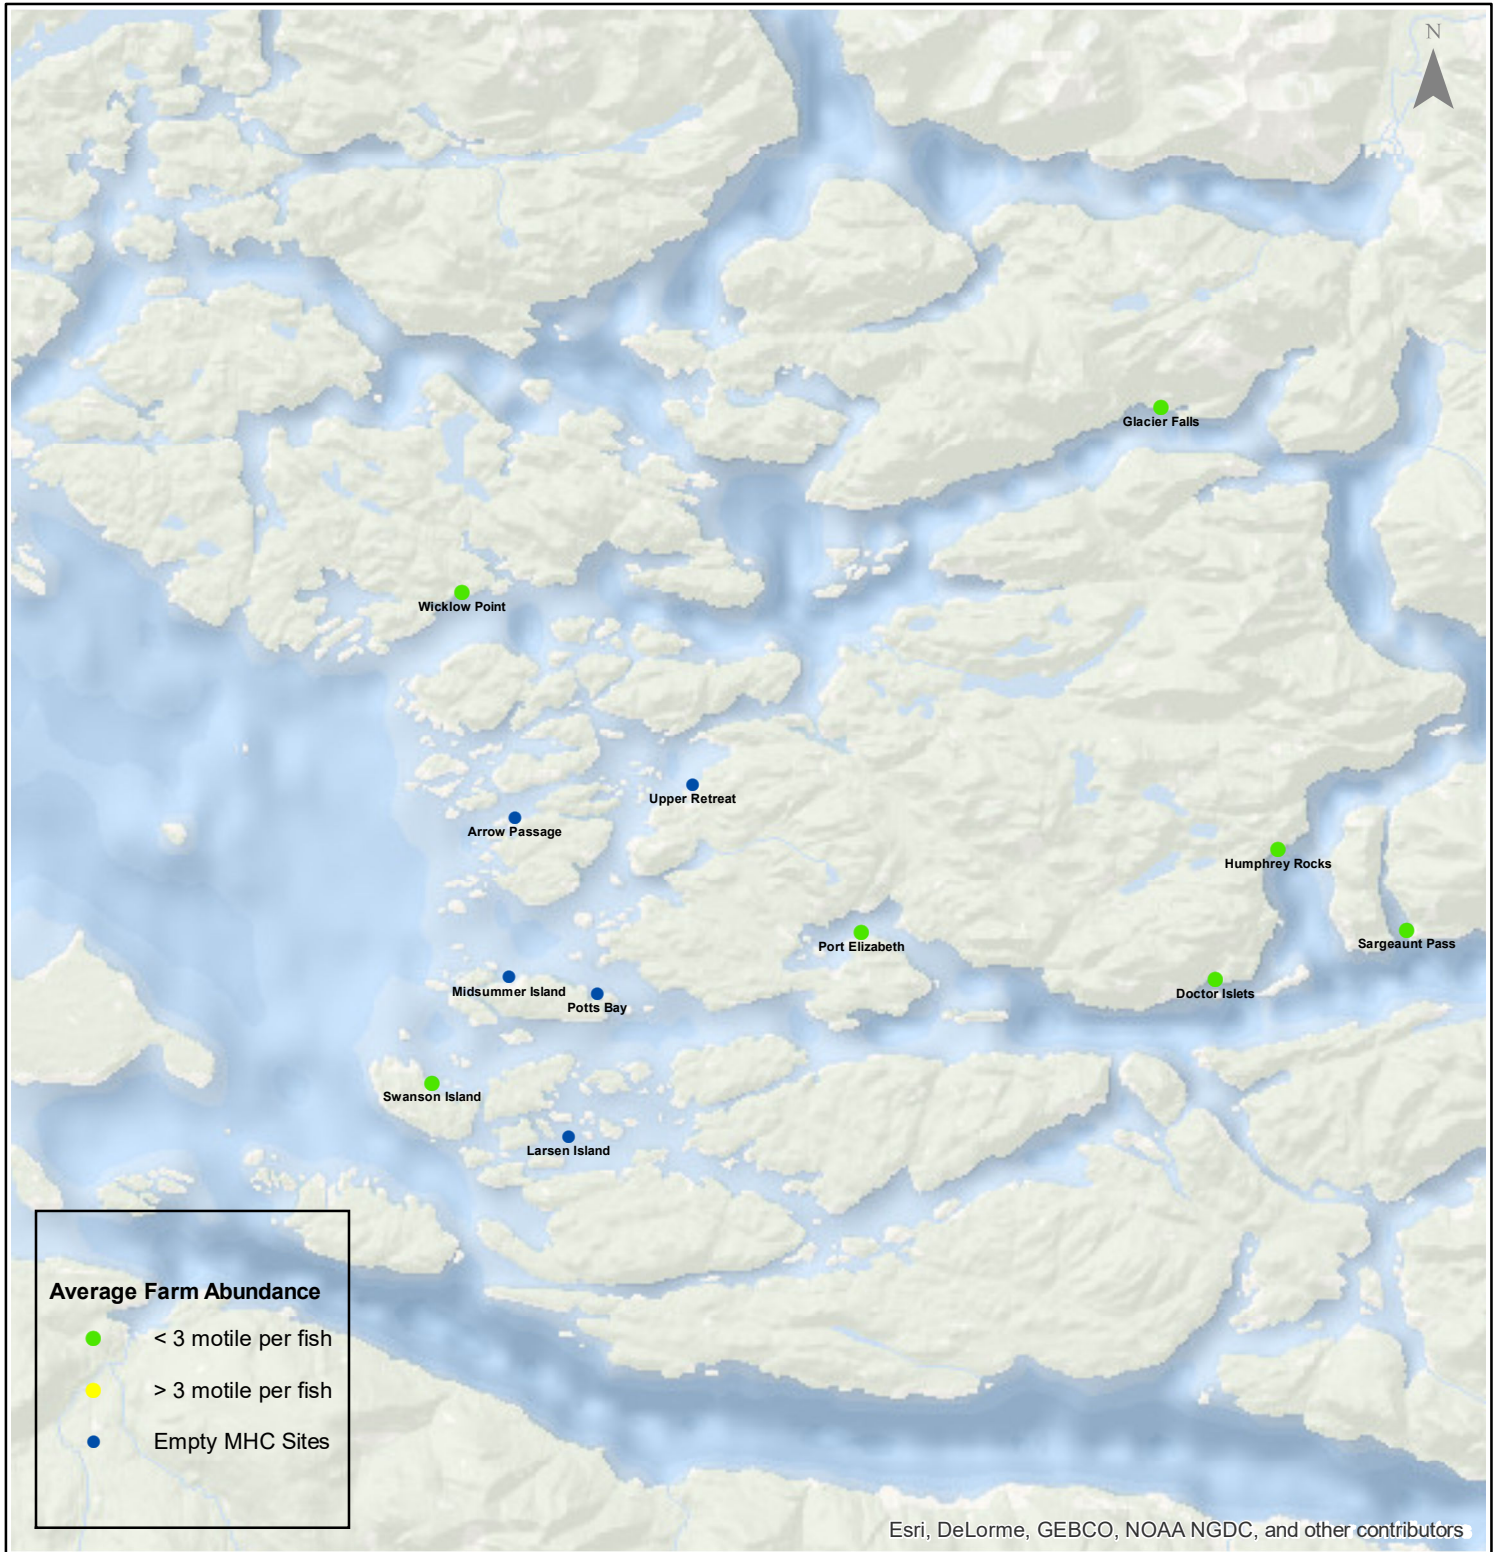 N
Glacier Falls
Wicklow Point
Upper Retreat
Arrow Passage
Humphrey Rocks
Port Elizabeth
Sargeaunt Pass
Midsummer Island
Potts Bay
Doctor Islets
Swanson Island
Larsen Island
Average Farm Abundance
< 3 motile per fish
> 3 motile per fish
Empty MHC Sites
Esri, DeLorme, GEBCO, NOAA NGDC, and other contributors